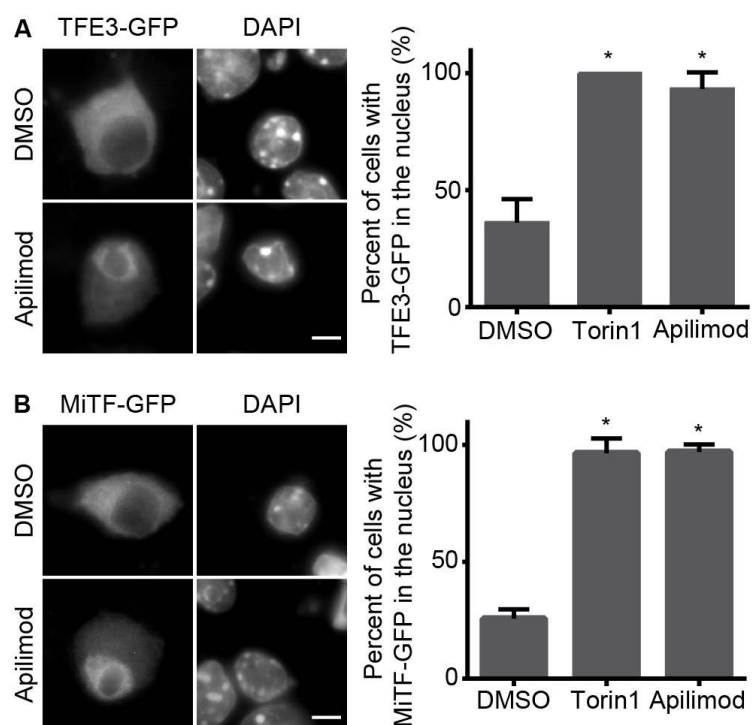 A
TFE3-GFP
DAPI
DMSO
Apilimod
Percent of cells with
TFE3-GFP in the nucleus (%)
100
50
0
*
*
DMSO
Torin1
Apilimod
B
MiTF-GFP
DAPI
DMSO
Apilimod
Percent of cells with
MiTF-GFP in the nucleus (%)
100
50
0
*
*
DMSO
Torin1
Apilimod